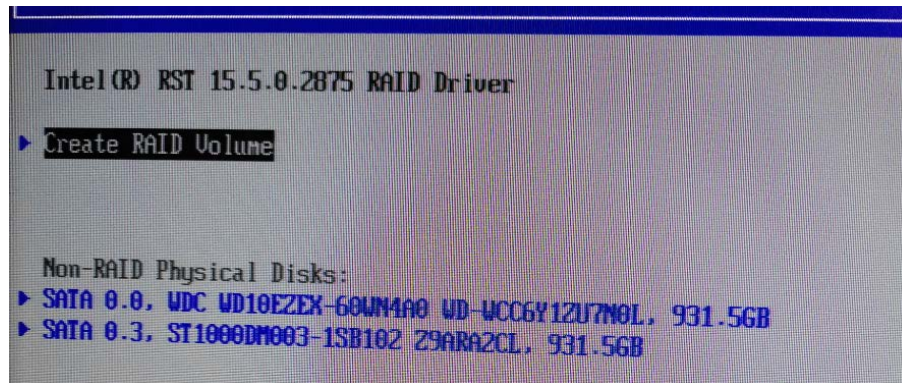 Intel(R) RST 15.5.0.2875 RAID Driver
Create RAID Volume
Non-RAID Physical Disks:
SATA 0.0, WDC WD10EZEX-60WN4A0 WD-WCC6Y1ZU7N0L, 931.5GB
SATA 0.3, ST1000DM003-1SB102 Z9ARA2CL, 931.5GB